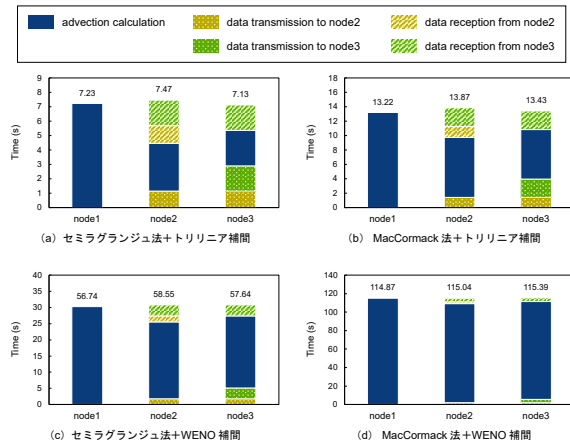 advection calculation
data transmission to node2
data reception from node2
data transmission to node3
data reception from node3
9
8
7
6
5
4
3
2
1
0
Time (s)
7.23
7.47
7.13
node1
node2
node3
(a) セミラグランジュ法+トリリニア補間
18
16
14
12
10
8
6
4
2
0
Time (s)
13.22
13.87
13.43
node1
node2
node3
(b) MacCormack 法+トリリニア補間
40
35
30
25
20
15
10
5
0
Time (s)
56.74
58.55
57.64
node1
node2
node3
(c) セミラグランジュ法+WENO 補間
140
120
100
80
60
40
20
0
Time (s)
114.87
115.04
115.39
node1
node2
node3
(d) MacCormack 法+WENO 補間